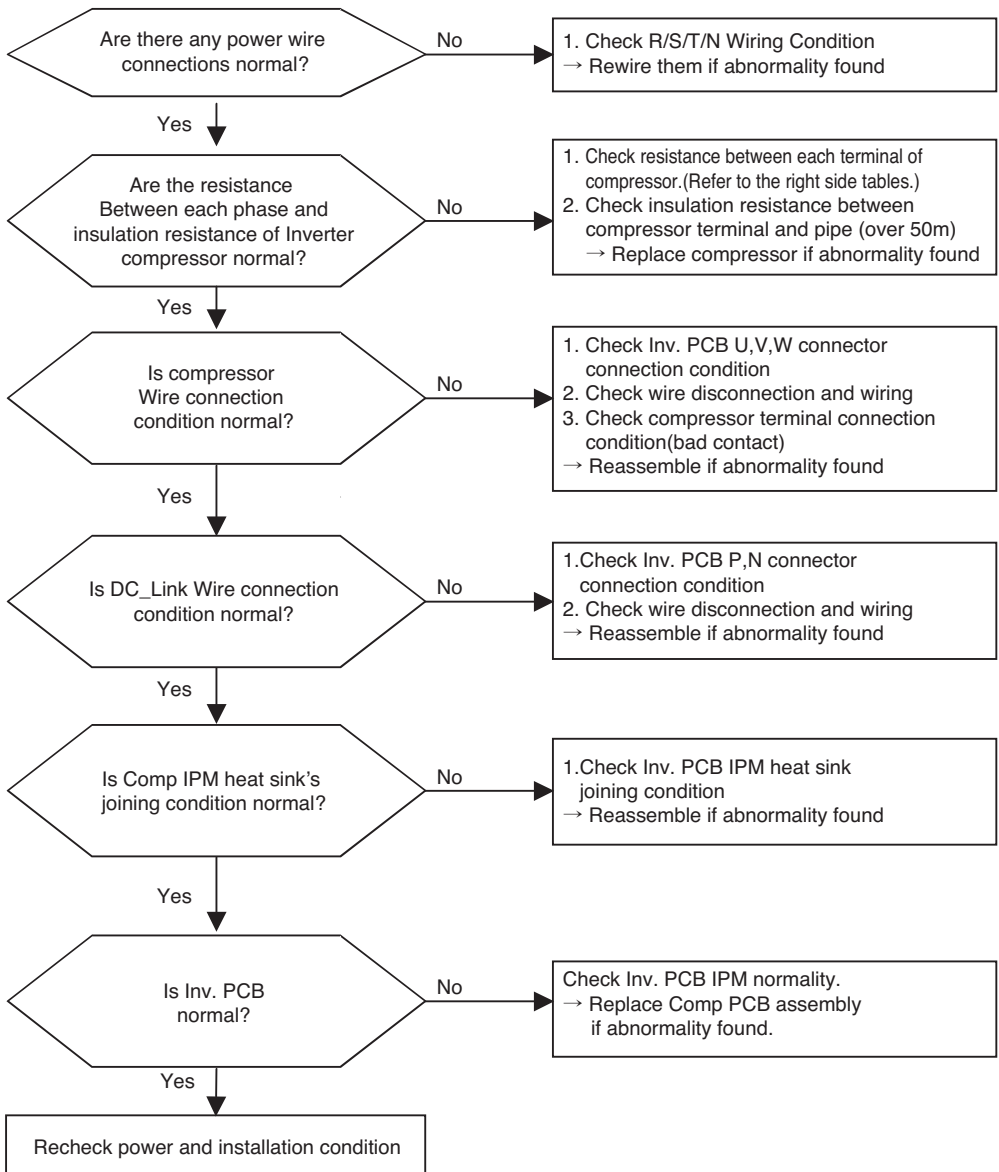 Are there any power wire
connections normal?
No
1. Check R/S/T/N Wiring Condition
→ Rewire them if abnormality found
Yes
Are the resistance
Between each phase and
insulation resistance of Inverter
compressor normal?
No
1. Check resistance between each terminal of
compressor.(Refer to the right side tables.)
2. Check insulation resistance between
compressor terminal and pipe (over 50m)
→ Replace compressor if abnormality found
Yes
Is compressor
Wire connection
condition normal?
No
1. Check Inv. PCB U,V,W connector
connection condition
2. Check wire disconnection and wiring
3. Check compressor terminal connection
condition(bad contact)
→ Reassemble if abnormality found
Yes
Is DC_Link Wire connection
condition normal?
No
1.Check Inv. PCB P,N connector
connection condition
2. Check wire disconnection and wiring
→ Reassemble if abnormality found
Yes
Is Comp IPM heat sink's
joining condition normal?
No
1.Check Inv. PCB IPM heat sink
joining condition
→ Reassemble if abnormality found
Yes
Is Inv. PCB
normal?
No
Check Inv. PCB IPM normality.
→ Replace Comp PCB assembly
if abnormality found.
Yes
Recheck power and installation condition